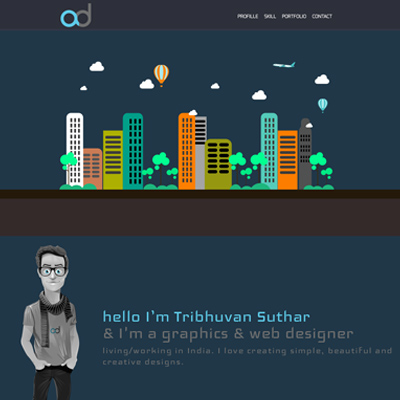 ad
PROFILLE SKILL PORTFOLIO CONTACT
hello I'm Tribhuvan Suthar
& I'm a graphics & web designer
living/working in India. I love creating simple, beautiful and
creative designs.
ad